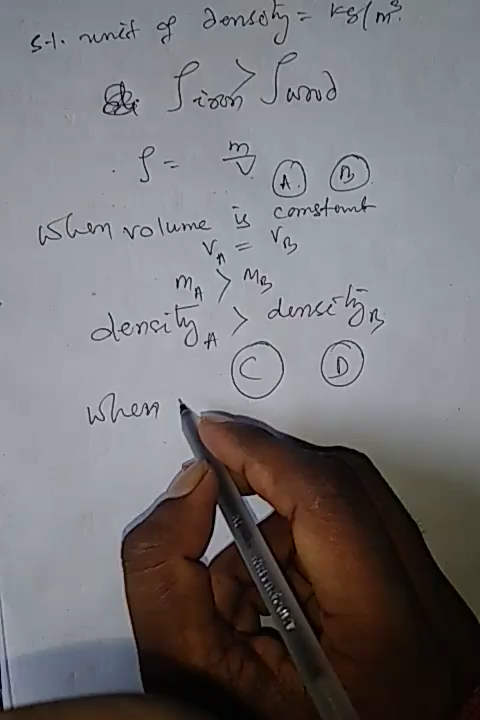 S.I. unit of density = kg/m³.
ρiron > ρwood
ρ = m/V
A B
When volume is constant
VA = VB
mA > MB
densityA > densityB
C D
when